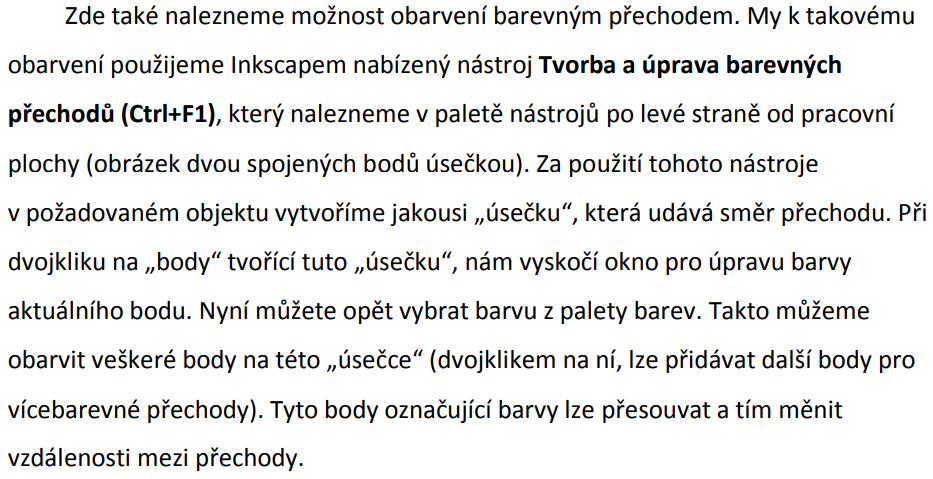 Zde také nalezneme možnost obarvení barevným přechodem. My k takovému
obarvení použijeme Inkscapem nabízený nástroj Tvorba a úprava barevných
přechodů (Ctrl+F1), který nalezneme v paletě nástrojů po levé straně od pracovní
plochy (obrázek dvou spojených bodů úsečkou). Za použití tohoto nástroje
v požadovaném objektu vytvoříme jakousi „úsečku“, která udává směr přechodu. Při
dvojkliku na „body“ tvořící tuto „úsečku“, nám vyskočí okno pro úpravu barvy
aktuálního bodu. Nyní můžete opět vybrat barvu z palety barev. Takto můžeme
obarvit veškeré body na této „úsečce“ (dvojklikem na ní, lze přidávat další body pro
vícebarevné přechody). Tyto body označující barvy lze přesouvat a tím měnit
vzdálenosti mezi přechody.